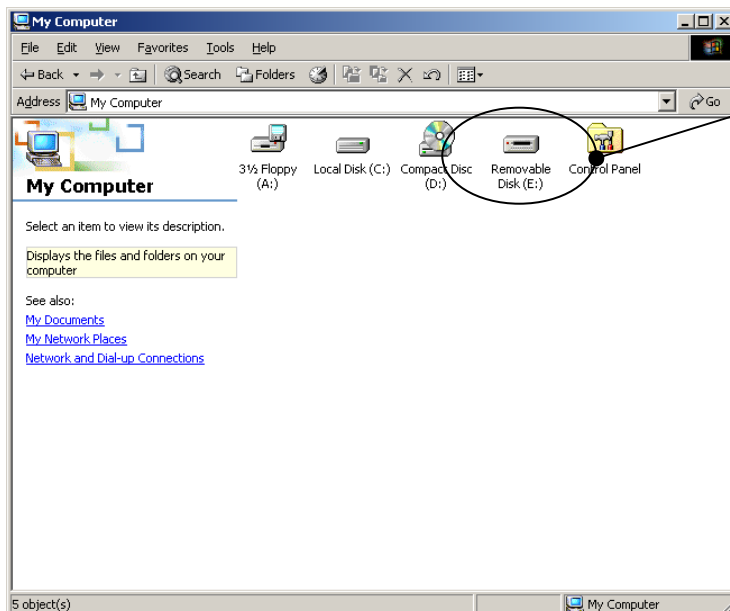 My Computer
File Edit View Favorites Tools Help
Back Search Folders
Address My Computer Go
3½ Floppy (A:)
Local Disk (C:)
Compact Disc (D:)
Removable Disk (E:)
Control Panel
My Computer
Select an item to view its description.
Displays the files and folders on your
computer
See also:
My Documents
My Network Places
Network and Dial-up Connections
5 object(s) My Computer